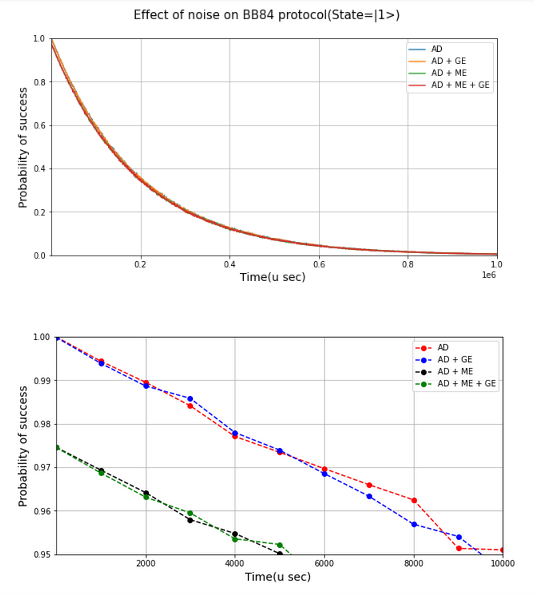 Effect of noise on BB84 protocol(State=|1>)
1.0
0.8
0.6
0.4
0.2
0.0
Probability of success
AD
AD + GE
AD + ME
AD + ME + GE
0.2 0.4 0.6 0.8 1.0
1e6
Time(u sec)
1.00
0.99
0.98
0.97
0.96
0.95
Probability of success
AD
AD + GE
AD + ME
AD + ME + GE
2000 4000 6000 8000 10000
Time(u sec)